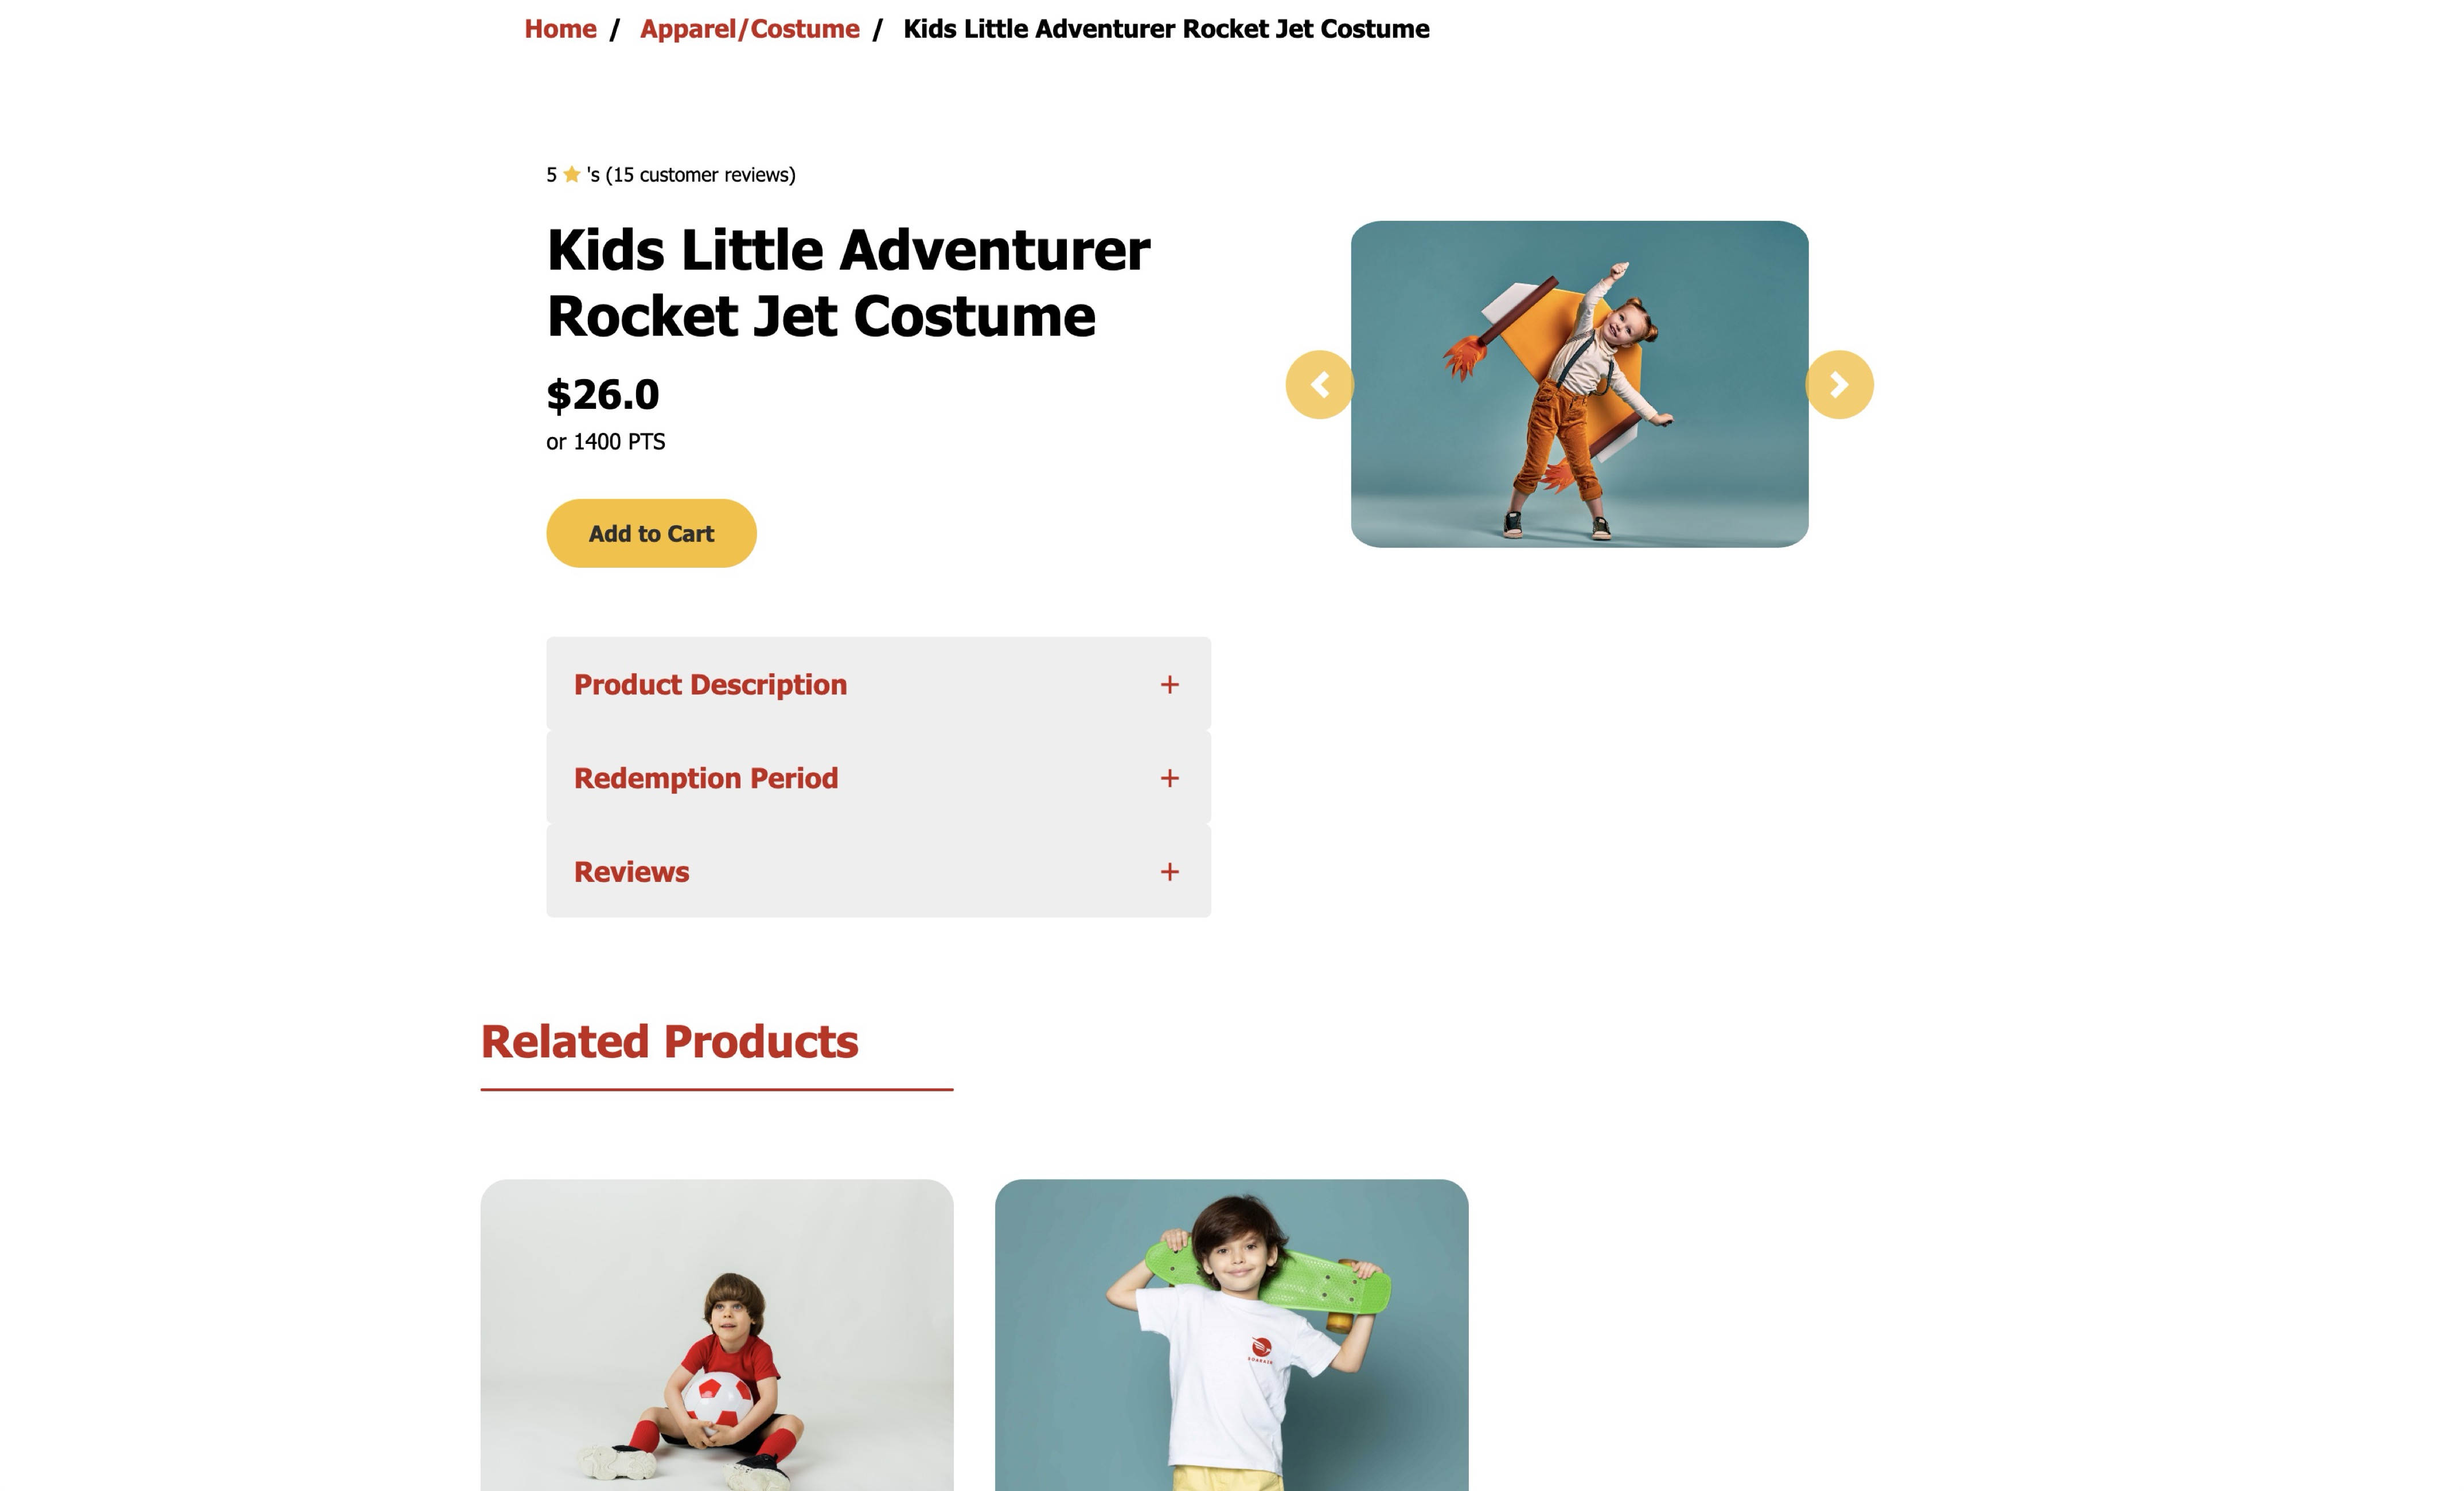 Home / Apparel/Costume / Kids Little Adventurer Rocket Jet Costume
5 ★ 's (15 customer reviews)
Kids Little Adventurer
Rocket Jet Costume
$26.0
or 1400 PTS
Add to Cart
Product Description +
Redemption Period +
Reviews +
Related Products